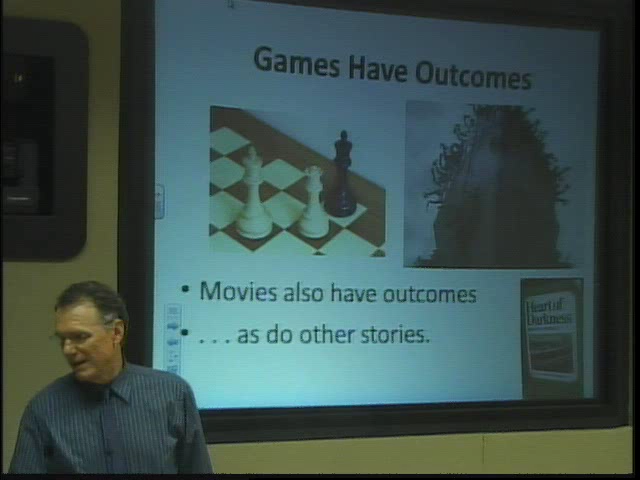 Games Have Outcomes
• Movies also have outcomes
• . . . as do other stories.
Heart of
Darkness